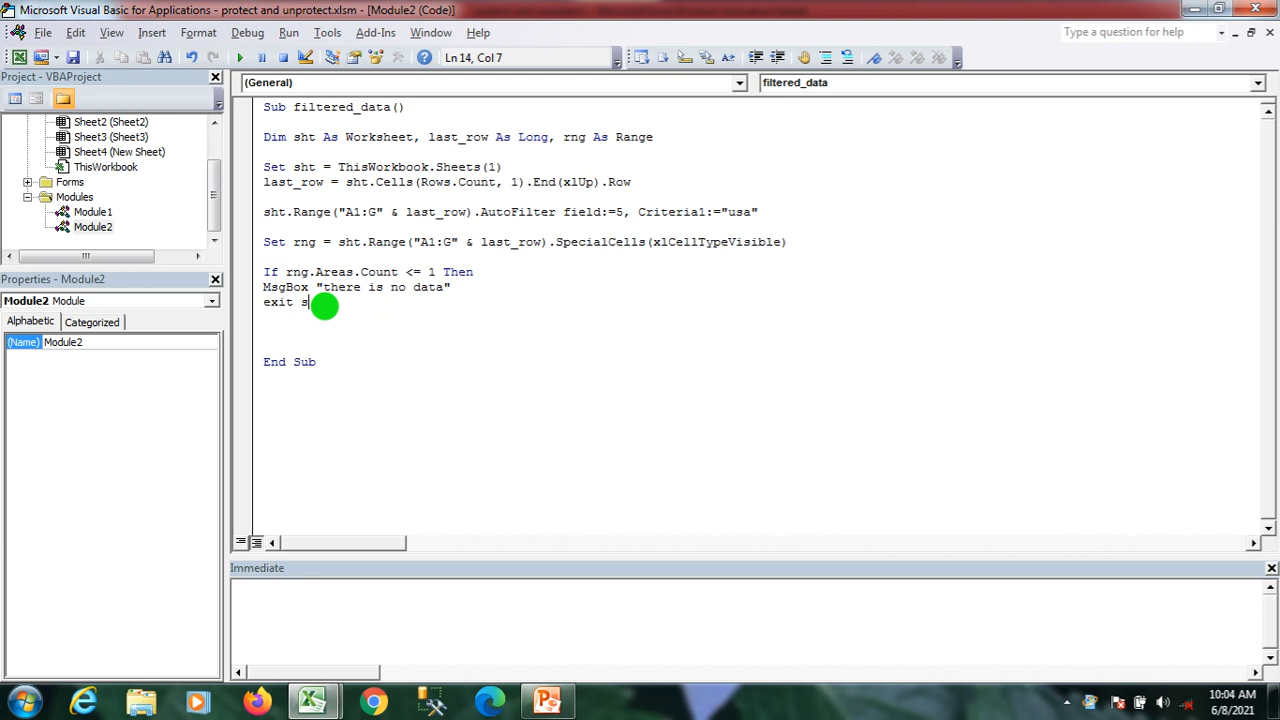 Microsoft Visual Basic for Applications - protect and unprotect.xlsm - [Module2 (Code)]
File Edit View Insert Format Debug Run Tools Add-Ins Window Help
Type a question for help
Ln 14, Col 7
Project - VBAProject
(General)
filtered_data
Sheet2 (Sheet2)
Sheet3 (Sheet3)
Sheet4 (New Sheet)
ThisWorkbook
Forms
Modules
Module1
Module2
Properties - Module2
Module2 Module
Alphabetic Categorized
(Name) Module2
Sub filtered_data()
Dim sht As Worksheet, last_row As Long, rng As Range
Set sht = ThisWorkbook.Sheets(1)
last_row = sht.Cells(Rows.Count, 1).End(xlUp).Row
sht.Range("A1:G" & last_row).AutoFilter field:=5, Criteria1:="usa"
Set rng = sht.Range("A1:G" & last_row).SpecialCells(xlCellTypeVisible)
If rng.Areas.Count <= 1 Then
MsgBox "there is no data"
exit s
End Sub
Immediate
10:04 AM
6/8/2021